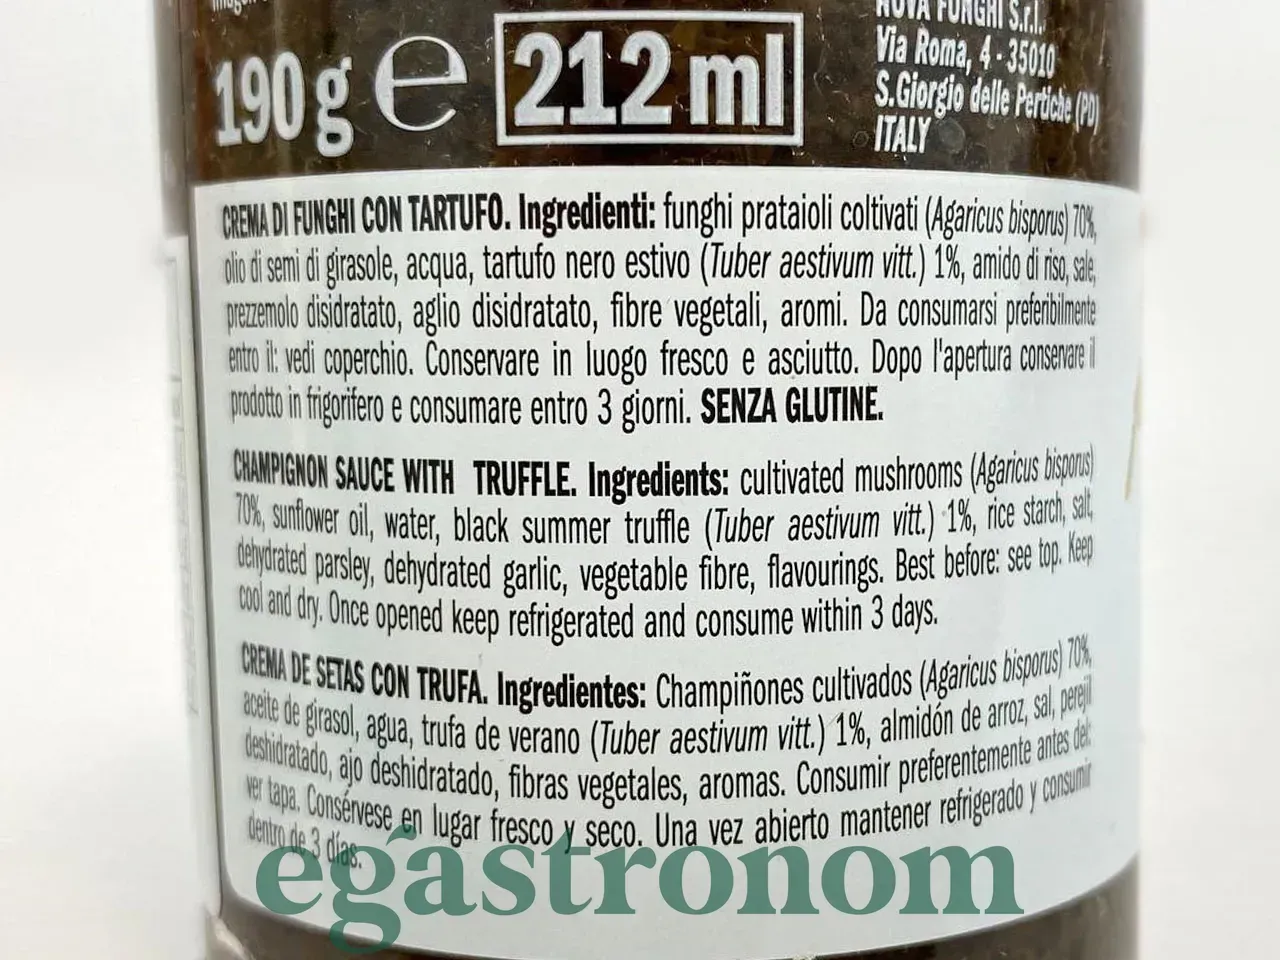 190 g e 212 ml
NOVA FUNGHI S.r.l.
Via Roma, 4 - 35010
S.Giorgio delle Pertiche (PD)
ITALY
CREMA DI FUNGHI CON TARTUFO. Ingredienti: funghi prataioli coltivati (Agaricus bisporus) 70%,
olio di semi di girasole, acqua, tartufo nero estivo (Tuber aestivum vitt.) 1%, amido di riso, sale,
prezzemolo disidratato, aglio disidratato, fibre vegetali, aromi. Da consumarsi preferibilmente
entro il: vedi coperchio. Conservare in luogo fresco e asciutto. Dopo l'apertura conservare il
prodotto in frigorifero e consumare entro 3 giorni. SENZA GLUTINE.
CHAMPIGNON SAUCE WITH TRUFFLE. Ingredients: cultivated mushrooms (Agaricus bisporus)
70%, sunflower oil, water, black summer truffle (Tuber aestivum vitt.) 1%, rice starch, salt,
dehydrated parsley, dehydrated garlic, vegetable fibre, flavourings. Best before: see top. Keep
cool and dry. Once opened keep refrigerated and consume within 3 days.
CREMA DE SETAS CON TRUFA. Ingredientes: Champiñones cultivados (Agaricus bisporus) 70%,
aceite de girasol, agua, trufa de verano (Tuber aestivum vitt.) 1%, almidón de arroz, sal, perejil
deshidratado, ajo deshidratado, fibras vegetales, aromas. Consumir preferentemente antes del:
ver tapa. Consérvese en lugar fresco y seco. Una vez abierto mantener refrigerado y consumir
dentro de 3 días.
egastronom